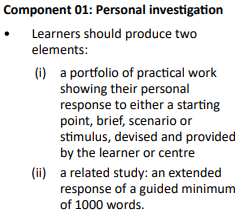 Component 01: Personal investigation
• Learners should produce two
elements:
(i) a portfolio of practical work
showing their personal
response to either a starting
point, brief, scenario or
stimulus, devised and provided
by the learner or centre
(ii) a related study: an extended
response of a guided minimum
of 1000 words.